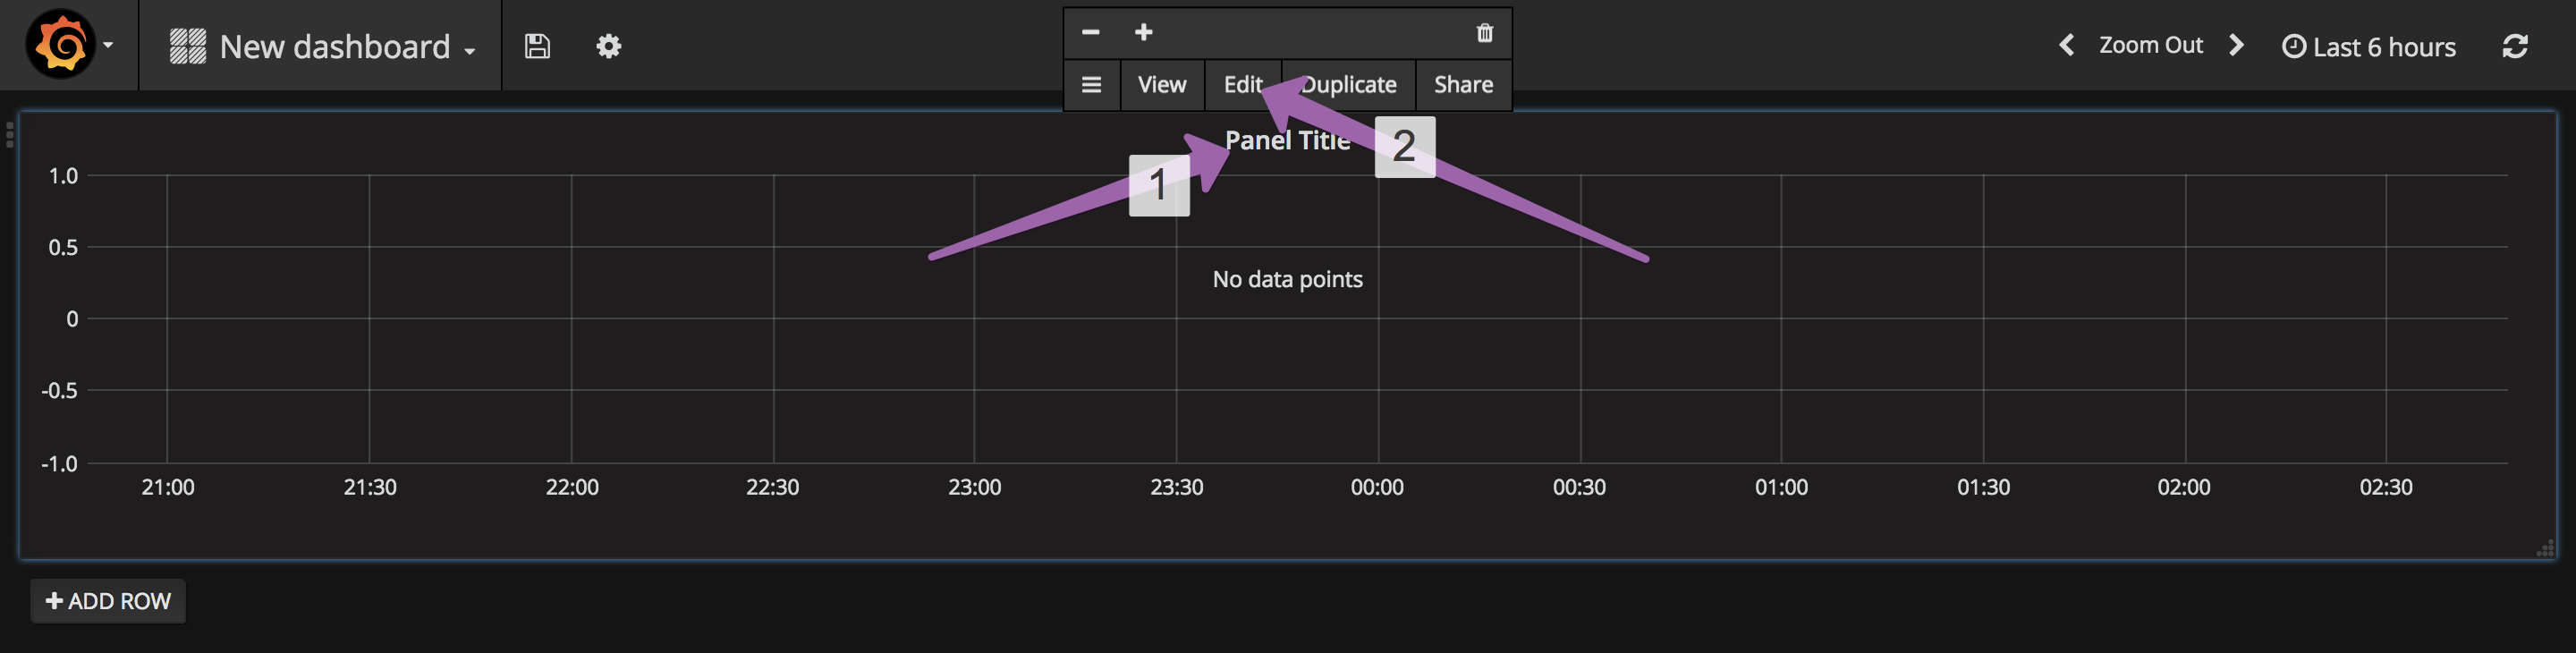 New dashboard
Zoom Out
Last 6 hours
View Edit Duplicate Share
Panel Title
1
2
1.0
0.5
No data points
0
-0.5
-1.0
21:00 21:30 22:00 22:30 23:00 23:30 00:00 00:30 01:00 01:30 02:00 02:30
ADD ROW